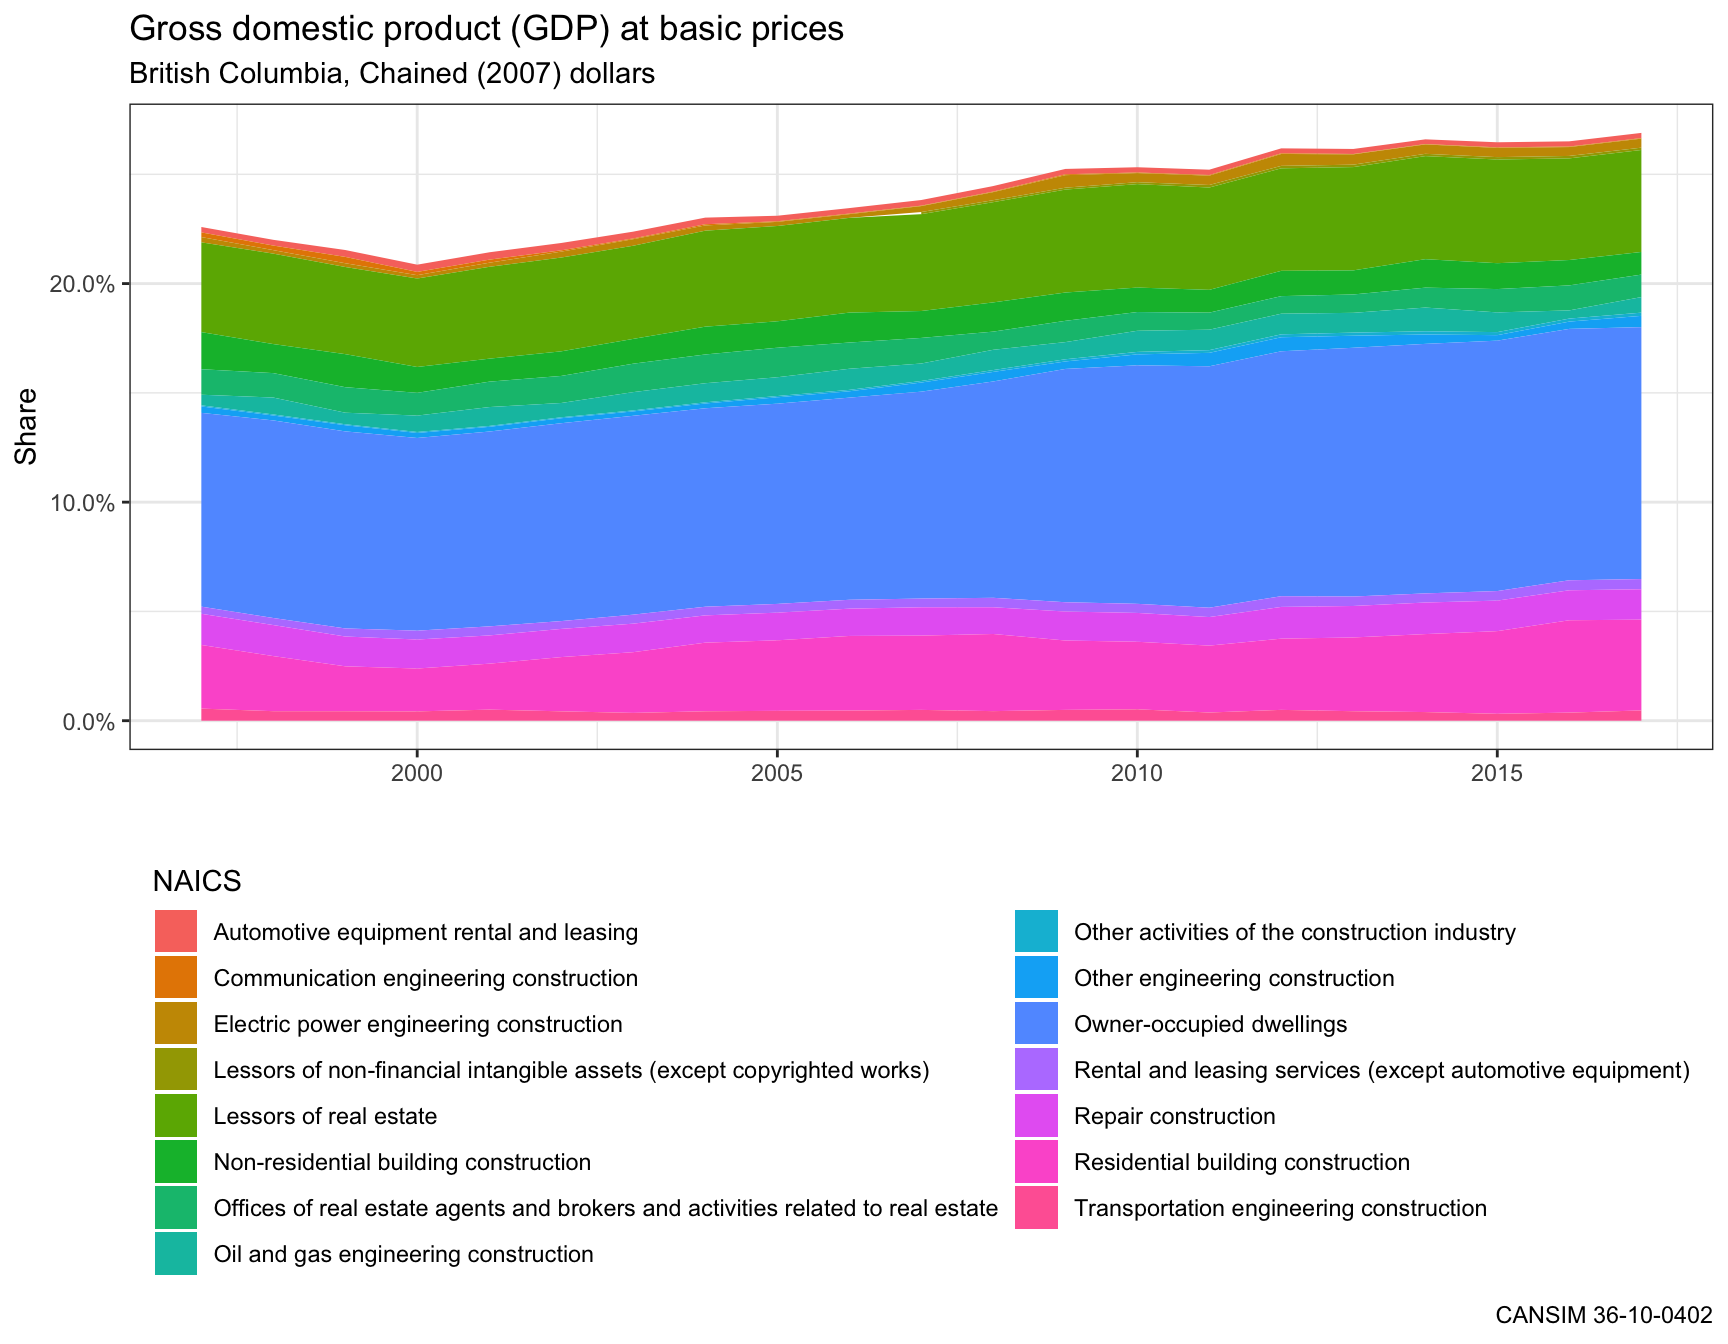 Gross domestic product (GDP) at basic prices
British Columbia, Chained (2007) dollars
Share
20.0%
10.0%
0.0%
2000
2005
2010
2015
NAICS
Automotive equipment rental and leasing
Communication engineering construction
Electric power engineering construction
Lessors of non-financial intangible assets (except copyrighted works)
Lessors of real estate
Non-residential building construction
Offices of real estate agents and brokers and activities related to real estate
Oil and gas engineering construction
Other activities of the construction industry
Other engineering construction
Owner-occupied dwellings
Rental and leasing services (except automotive equipment)
Repair construction
Residential building construction
Transportation engineering construction
CANSIM 36-10-0402